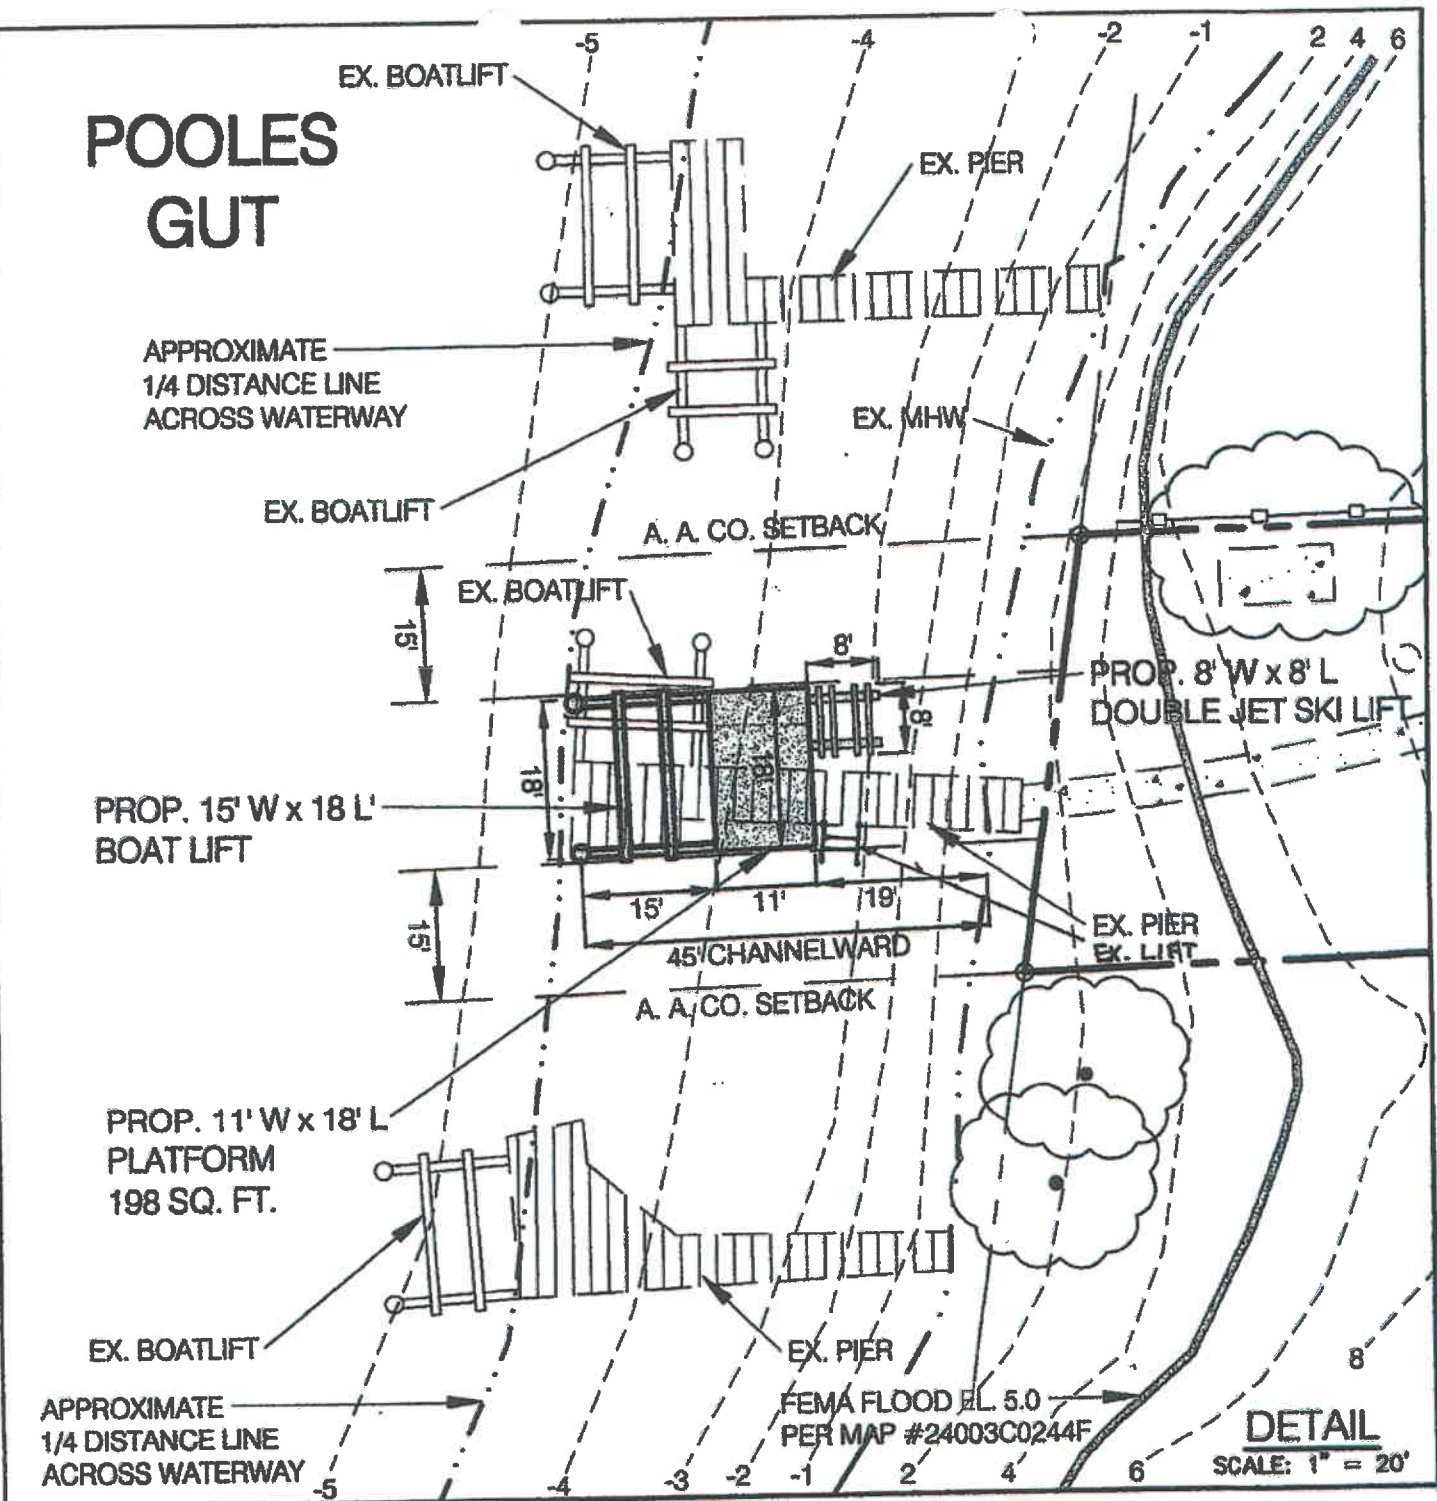 -5
-4
-2
-1
2
4
6
EX. BOATLIFT
POOLES
GUT
EX. PIER
APPROXIMATE
1/4 DISTANCE LINE
ACROSS WATERWAY
EX. MHW
EX. BOATLIFT
A. A. CO. SETBACK
EX. BOATLIFT
15'
8'
PROP. 8' W x 8' L
DOUBLE JET SKI LIFT
8'
18'
18'
PROP. 15' W x 18 L'
BOAT LIFT
15'
11'
19'
15'
EX. PIER
EX. LIFT
45' CHANNELWARD
A. A. CO. SETBACK
PROP. 11' W x 18' L
PLATFORM
198 SQ. FT.
EX. BOATLIFT
EX. PIER
8
APPROXIMATE
1/4 DISTANCE LINE
ACROSS WATERWAY
FEMA FLOOD EL. 5.0
PER MAP #24003C0244F
DETAIL
SCALE: 1" = 20'
-5
-4
-3
-2
-1
2
4
6